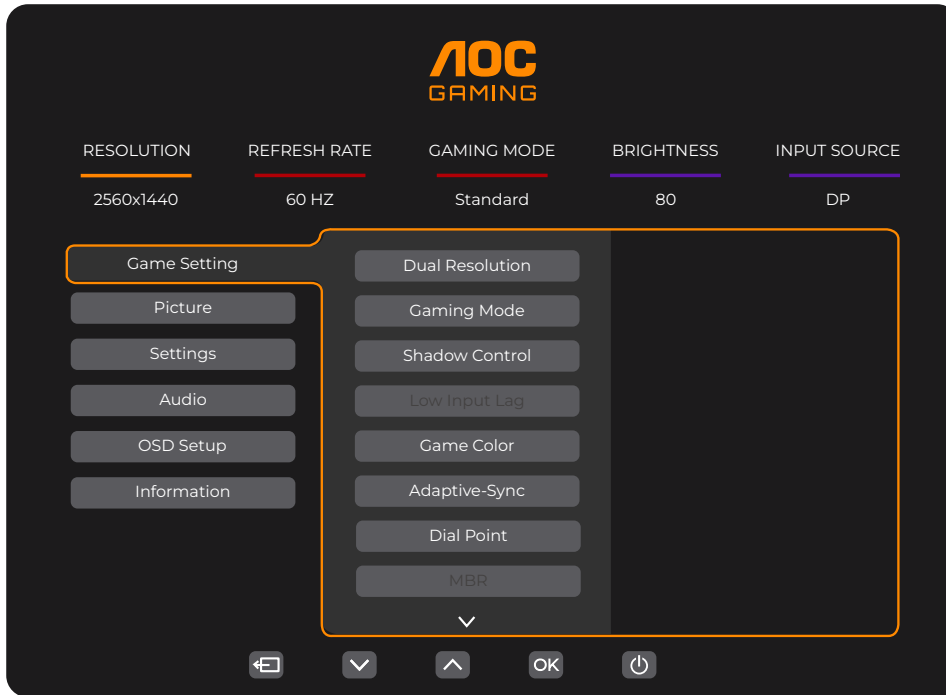 AOC
GAMING
RESOLUTION REFRESH RATE GAMING MODE BRIGHTNESS INPUT SOURCE
2560x1440 60 HZ Standard 80 DP
Game Setting
Picture
Settings
Audio
OSD Setup
Information
Dual Resolution
Gaming Mode
Shadow Control
Low Input Lag
Game Color
Adaptive-Sync
Dial Point
MBR
OK